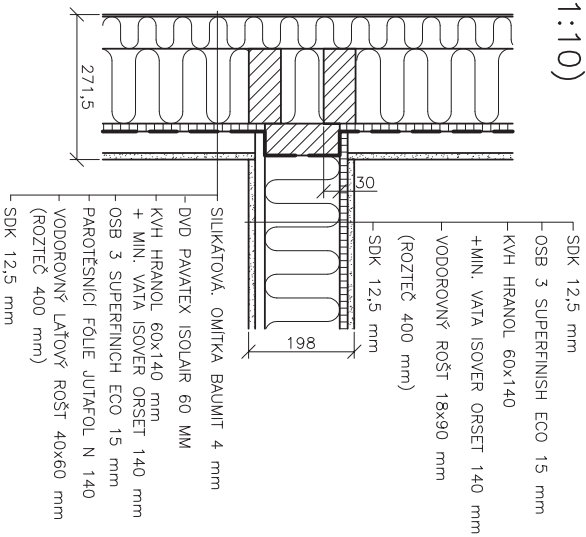 1:10)
SDK 12,5 mm
OSB 3 SUPERFINISH ECO 15 mm
KVH HRANOL 60x140
+MIN. VATA ISOVER ORSET 140 mm
VODOROVNÝ ROŠT 18x90 mm
(ROZTEČ 400 mm)
SDK 12,5 mm
271,5
30
198
SILIKÁTOVÁ. OMÍTKA BAUMIT 4 mm
DVD PAVATEX ISOLAIR 60 MM
KVH HRANOL 60x140 mm
+ MIN. VATA ISOVER ORSET 140 mm
OSB 3 SUPERFINICH ECO 15 mm
PAROTĚSNÍCÍ FÓLIE JUTAFOL N 140
VODOROVNÝ LAŤOVÝ ROŠT 40x60 mm
(ROZTEČ 400 mm)
SDK 12,5 mm